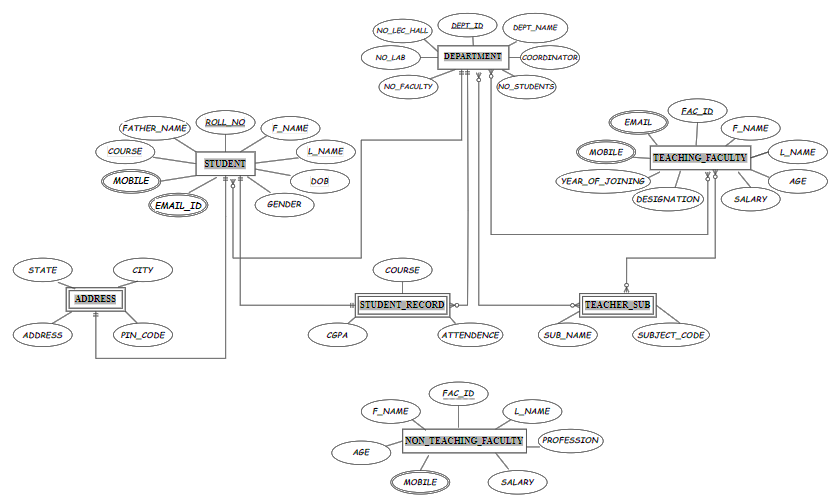 DEPT_ID
NO_LEC_HALL
DEPT_NAME
NO_LAB
DEPARTMENT
COORDINATOR
NO_FACULTY
NO_STUDENTS
FATHER_NAME
ROLL_NO
F_NAME
COURSE
STUDENT
L_NAME
MOBILE
DOB
EMAIL_ID
GENDER
EMAIL
FAC_ID
F_NAME
MOBILE
TEACHING_FACULTY
L_NAME
YEAR_OF_JOINING
AGE
DESIGNATION
SALARY
STATE
CITY
ADDRESS
ADDRESS
PIN_CODE
COURSE
STUDENT_RECORD
CGPA
ATTENDENCE
TEACHER_SUB
SUB_NAME
SUBJECT_CODE
FAC_ID
F_NAME
L_NAME
NON_TEACHING_FACULTY
PROFESSION
AGE
MOBILE
SALARY